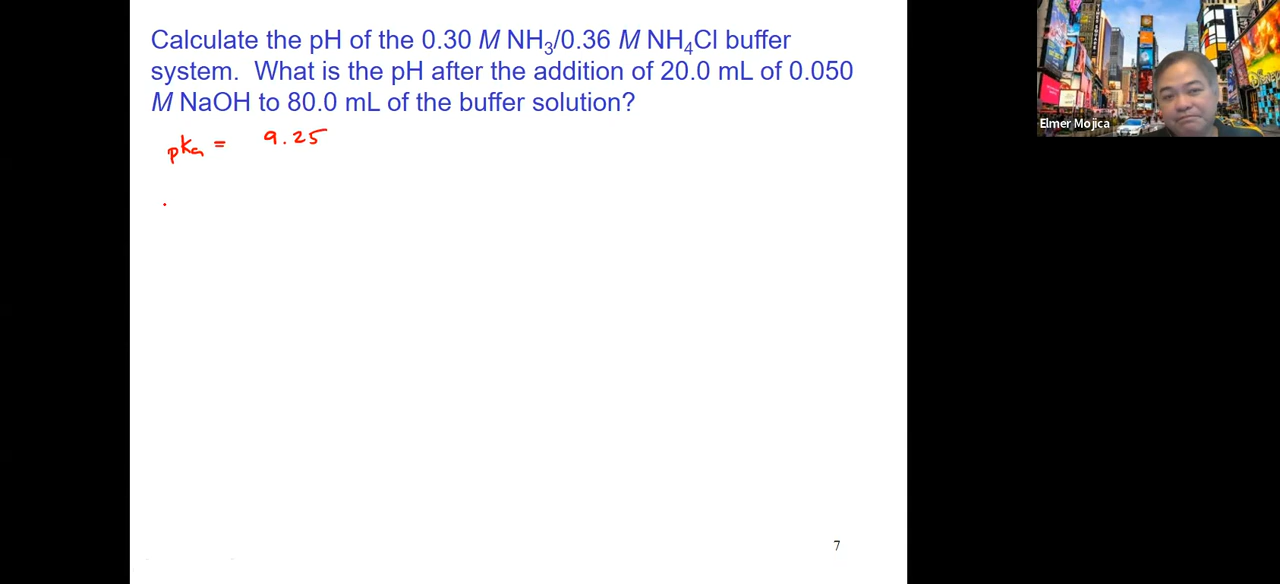 Calculate the pH of the 0.30 M NH₃/0.36 M NH₄Cl buffer
system.  What is the pH after the addition of 20.0 mL of 0.050
M NaOH to 80.0 mL of the buffer solution?
pKa = 9.25
Elmer Mojica
7